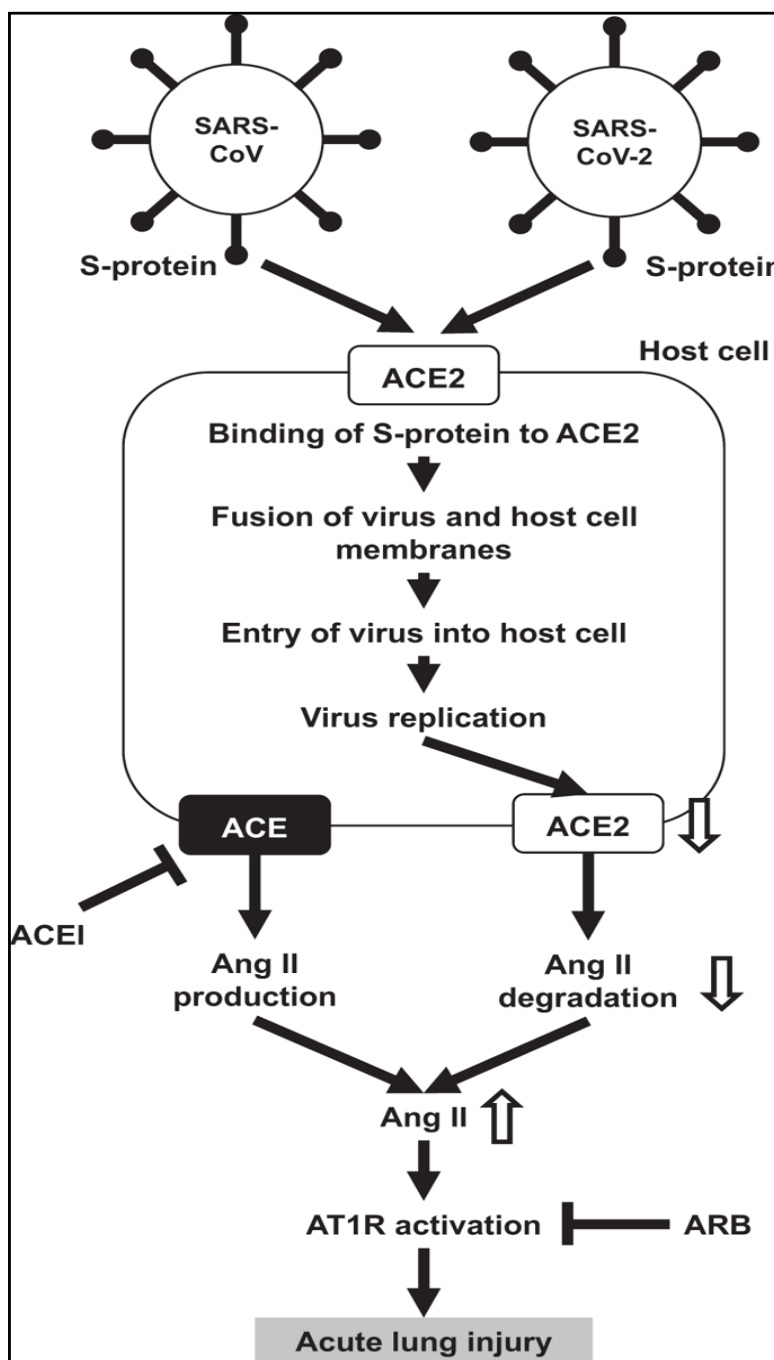 SARS-
CoV
SARS-
CoV-2
S-protein
S-protein
Host cell
ACE2
Binding of S-protein to ACE2
Fusion of virus and host cell
membranes
Entry of virus into host cell
Virus replication
ACE
ACE2
ACEI
Ang II
production
Ang II
degradation
Ang II
AT1R activation
ARB
Acute lung injury